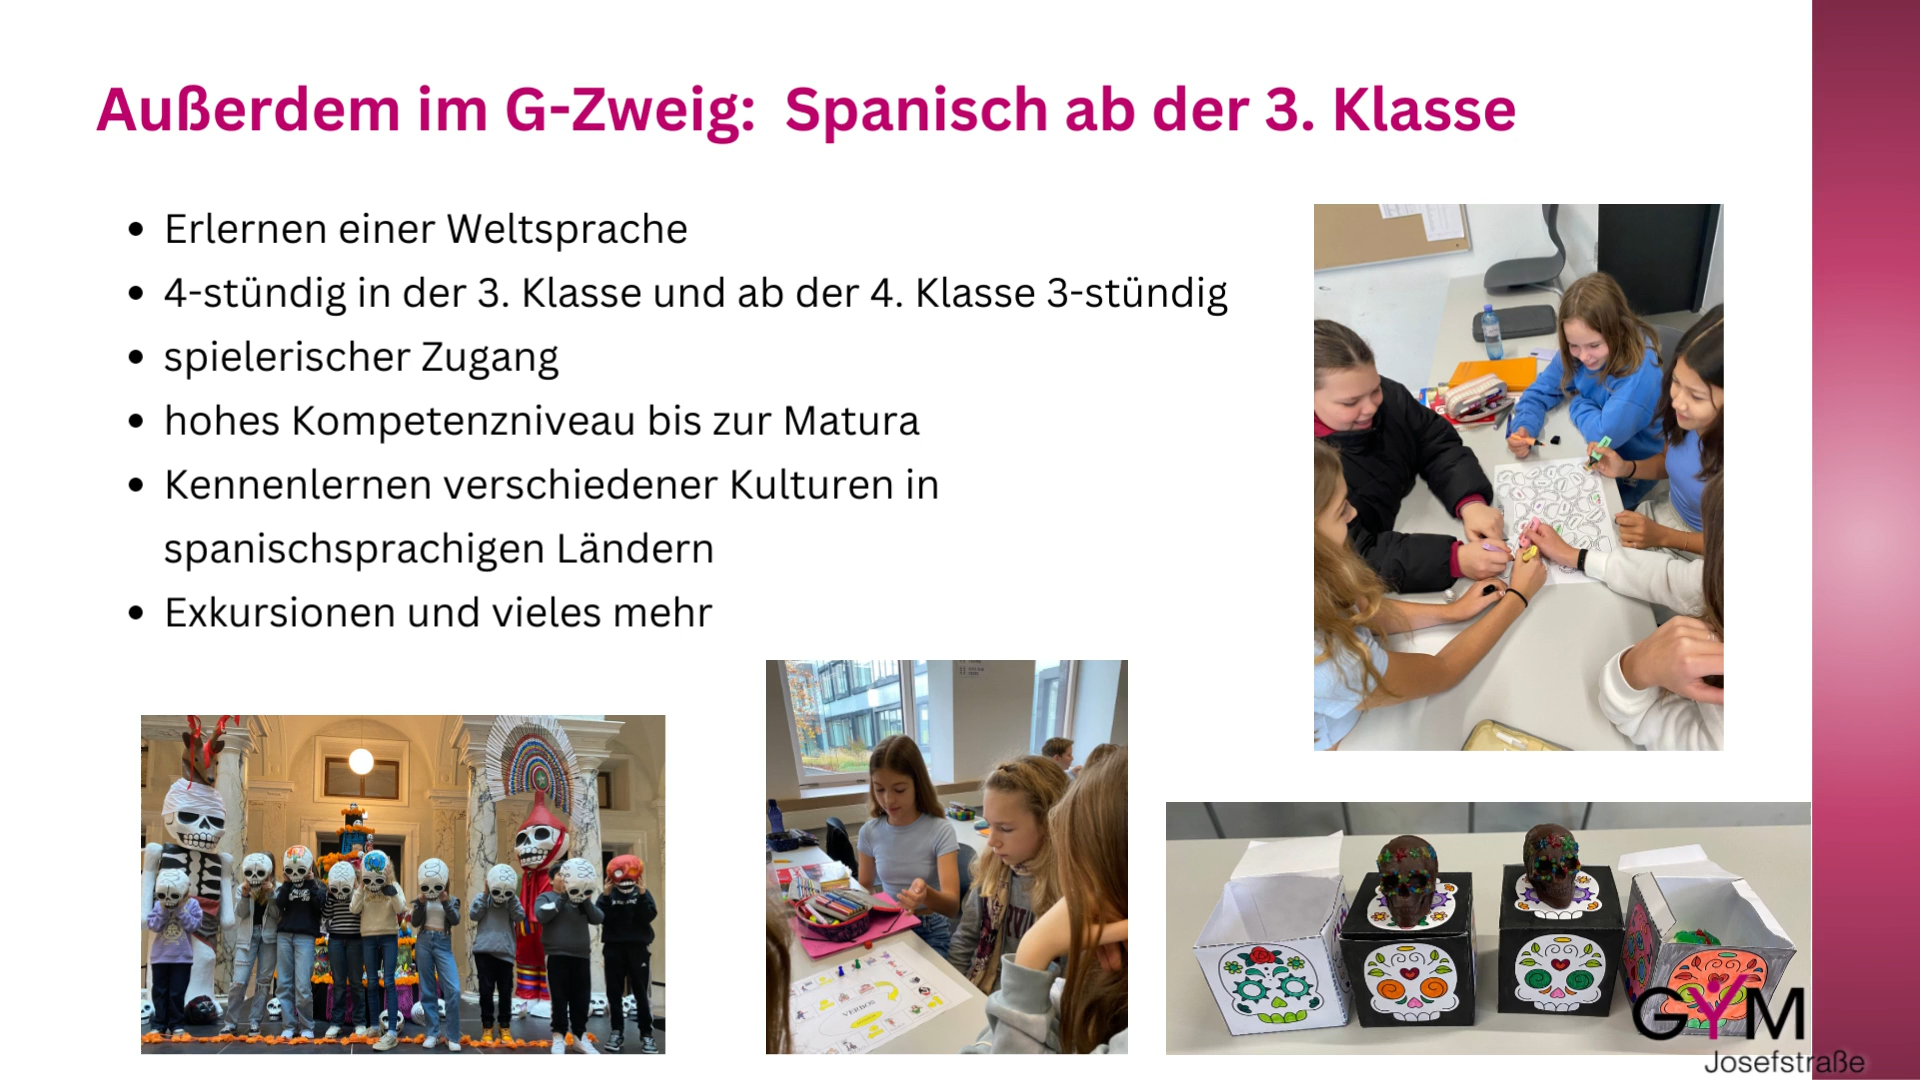 Außerdem im G-Zweig: Spanisch ab der 3. Klasse
• Erlernen einer Weltsprache
• 4-stündig in der 3. Klasse und ab der 4. Klasse 3-stündig
• spielerischer Zugang
• hohes Kompetenzniveau bis zur Matura
• Kennenlernen verschiedener Kulturen in
spanischsprachigen Ländern
• Exkursionen und vieles mehr
VERBOS
GYM
Josefstraße